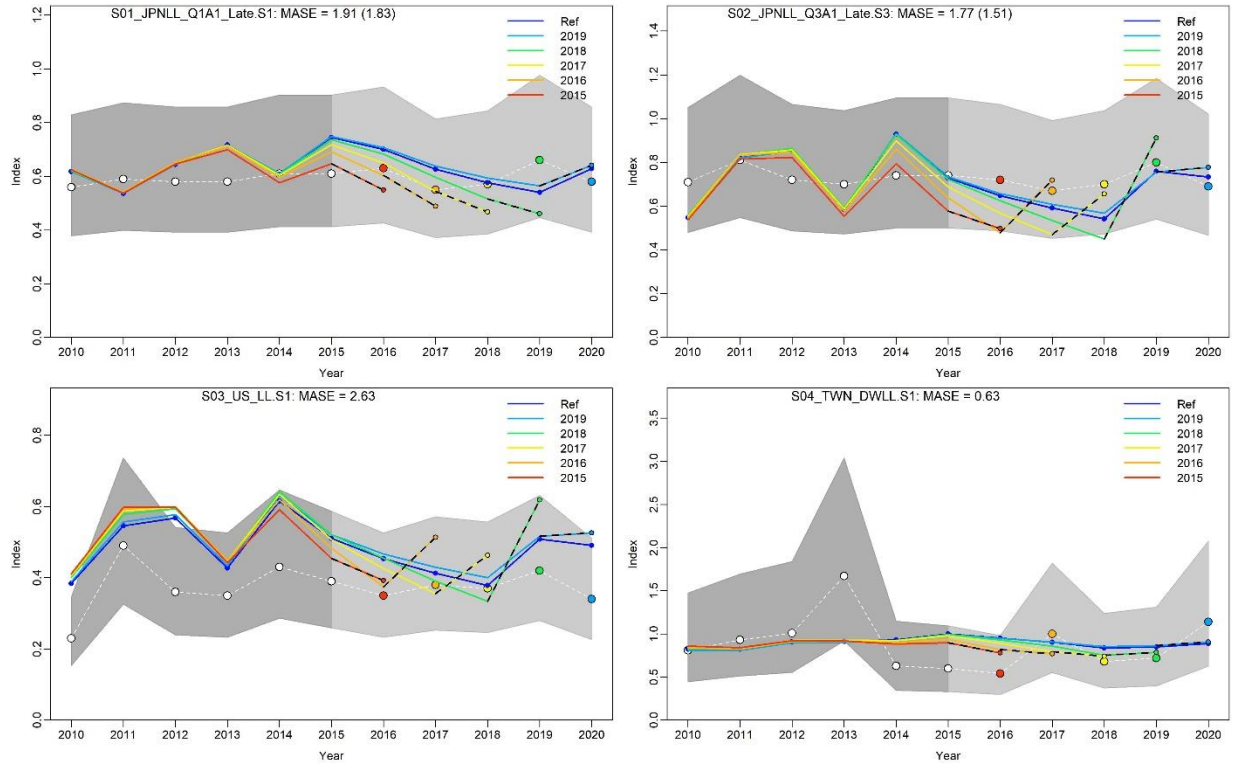 S01_JPNLL_Q1A1_Late.S1: MASE = 1.91 (1.83)
Index
1.2
1.0
0.8
0.6
0.4
0.2
0.0
Ref
2019
2018
2017
2016
2015
2010 2011 2012 2013 2014 2015 2016 2017 2018 2019 2020
Year
S02_JPNLL_Q3A1_Late.S3: MASE = 1.77 (1.51)
Index
1.4
1.2
1.0
0.8
0.6
0.4
0.2
0.0
Ref
2019
2018
2017
2016
2015
2010 2011 2012 2013 2014 2015 2016 2017 2018 2019 2020
Year
S03_US_LL.S1: MASE = 2.63
Index
0.8
0.6
0.4
0.2
0.0
Ref
2019
2018
2017
2016
2015
2010 2011 2012 2013 2014 2015 2016 2017 2018 2019 2020
Year
S04_TWN_DWLL.S1: MASE = 0.63
Index
3.5
3.0
2.5
2.0
1.5
1.0
0.5
0.0
Ref
2019
2018
2017
2016
2015
2010 2011 2012 2013 2014 2015 2016 2017 2018 2019 2020
Year